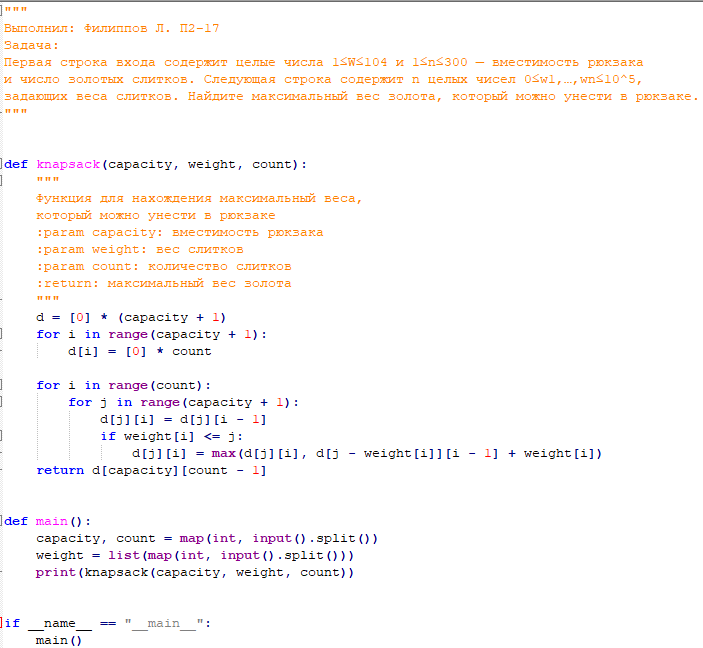 """
Выполнил: Филиппов Л. П2-17
Задача:
Первая строка входа содержит целые числа 1≤W≤104 и 1≤n≤300 — вместимость рюкзака
и число золотых слитков. Следующая строка содержит n целых чисел 0≤w1,…,wn≤10^5,
задающих веса слитков. Найдите максимальный вес золота, который можно унести в рюкзаке.
"""
def knapsack(capacity, weight, count):
    """
    Функция для нахождения максимальный веса,
    который можно унести в рюкзаке
    :param capacity: вместимость рюкзака
    :param weight: вес слитков
    :param count: количество слитков
    :return: максимальный вес золота
    """
    d = [0] * (capacity + 1)
    for i in range(capacity + 1):
        d[i] = [0] * count
    for i in range(count):
        for j in range(capacity + 1):
            d[j][i] = d[j][i - 1]
            if weight[i] <= j:
                d[j][i] = max(d[j][i], d[j - weight[i]][i - 1] + weight[i])
    return d[capacity][count - 1]
def main():
    capacity, count = map(int, input().split())
    weight = list(map(int, input().split()))
    print(knapsack(capacity, weight, count))
if __name__ == "__main__":
    main()